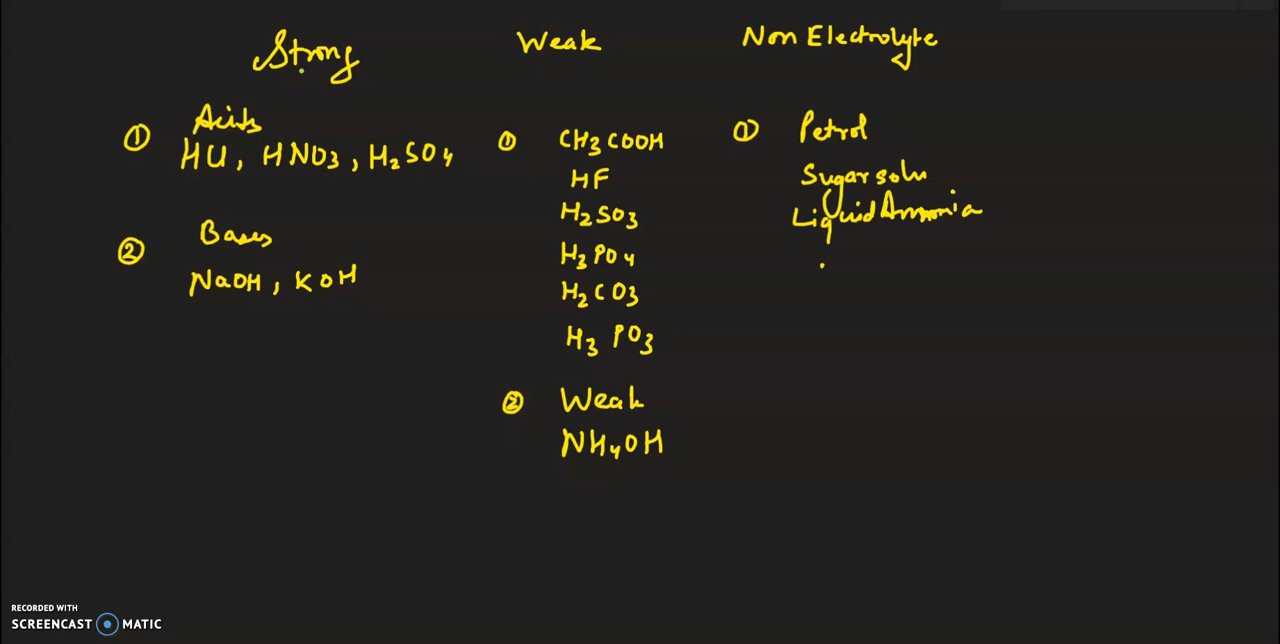 Strong
Weak
Non Electrolyte
① Acids
HCl, HNO3, H2SO4
② Bases
NaOH, KOH
① CH3COOH
HF
H2SO3
H3PO4
H2CO3
H3PO3
② Weak
NH4OH
① Petrol
Sugar soln
Liquid Ammonia
RECORDED WITH
SCREENCAST MATIC